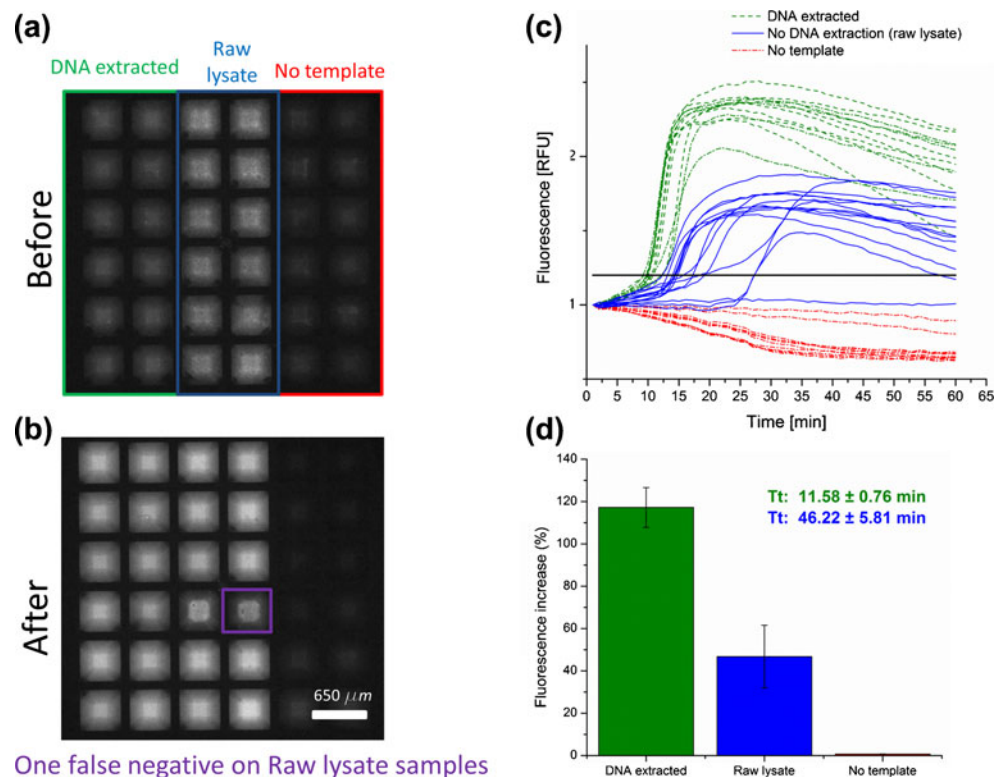 (a)
DNA extracted
Raw
lysate
No template
Before
(b)
After
650 μm
One false negative on Raw lysate samples
(c)
DNA extracted
No DNA extraction (raw lysate)
No template
Fluorescence [RFU]
2
1
0 5 10 15 20 25 30 35 40 45 50 55 60 65
Time [min]
(d)
Fluorescence increase (%)
140
120
100
80
60
40
20
0
Tt: 11.58 ± 0.76 min
Tt: 46.22 ± 5.81 min
DNA extracted Raw lysate No template